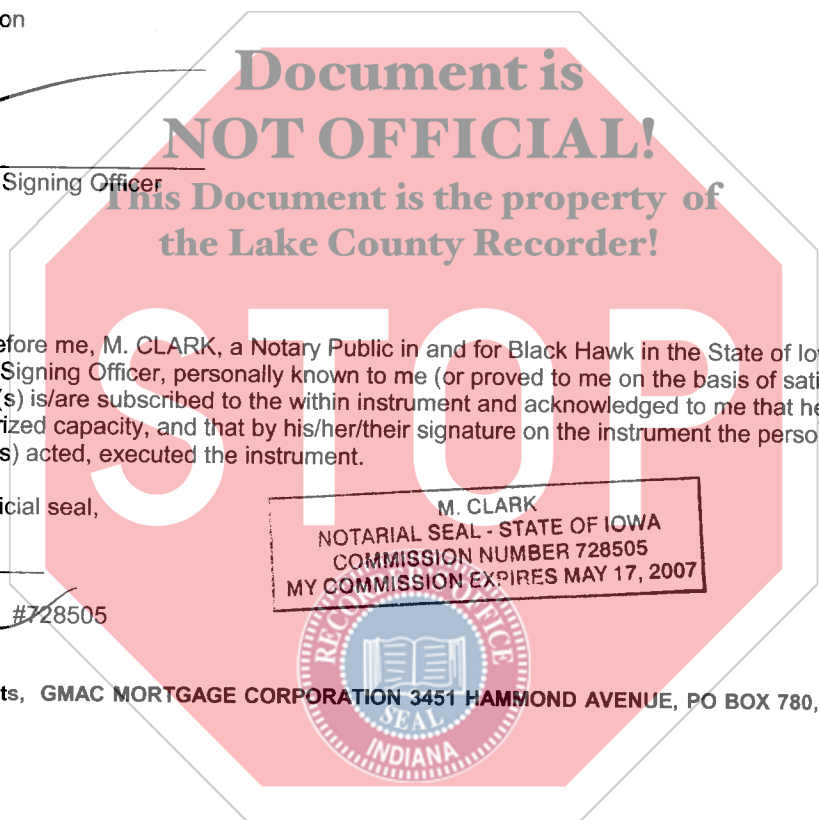 on
Document is
NOT OFFICIAL!
Signing Officer
This Document is the property of
the Lake County Recorder!
STOP
efore me, M. CLARK, a Notary Public in and for Black Hawk in the State of Io
Signing Officer, personally known to me (or proved to me on the basis of sati
(s) is/are subscribed to the within instrument and acknowledged to me that he
rized capacity, and that by his/her/their signature on the instrument the perso
s) acted, executed the instrument.
icial seal,
M. CLARK
NOTARIAL SEAL - STATE OF IOWA
COMMISSION NUMBER 728505
MY COMMISSION EXPIRES MAY 17, 2007
#728505
RECORDER OFFICE
ts, GMAC MORTGAGE CORPORATION 3451 HAMMOND AVENUE, PO BOX 780,
SEAL
INDIANA